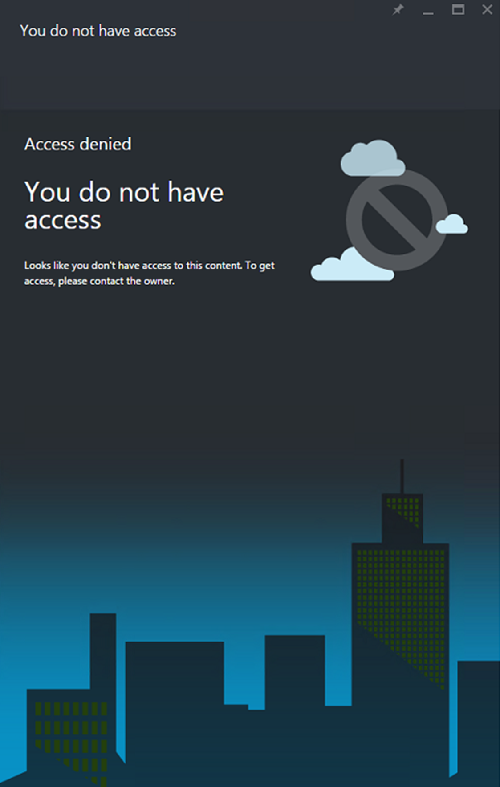 You do not have access
Access denied
You do not have
access
Looks like you don't have access to this content. To get
access, please contact the owner.